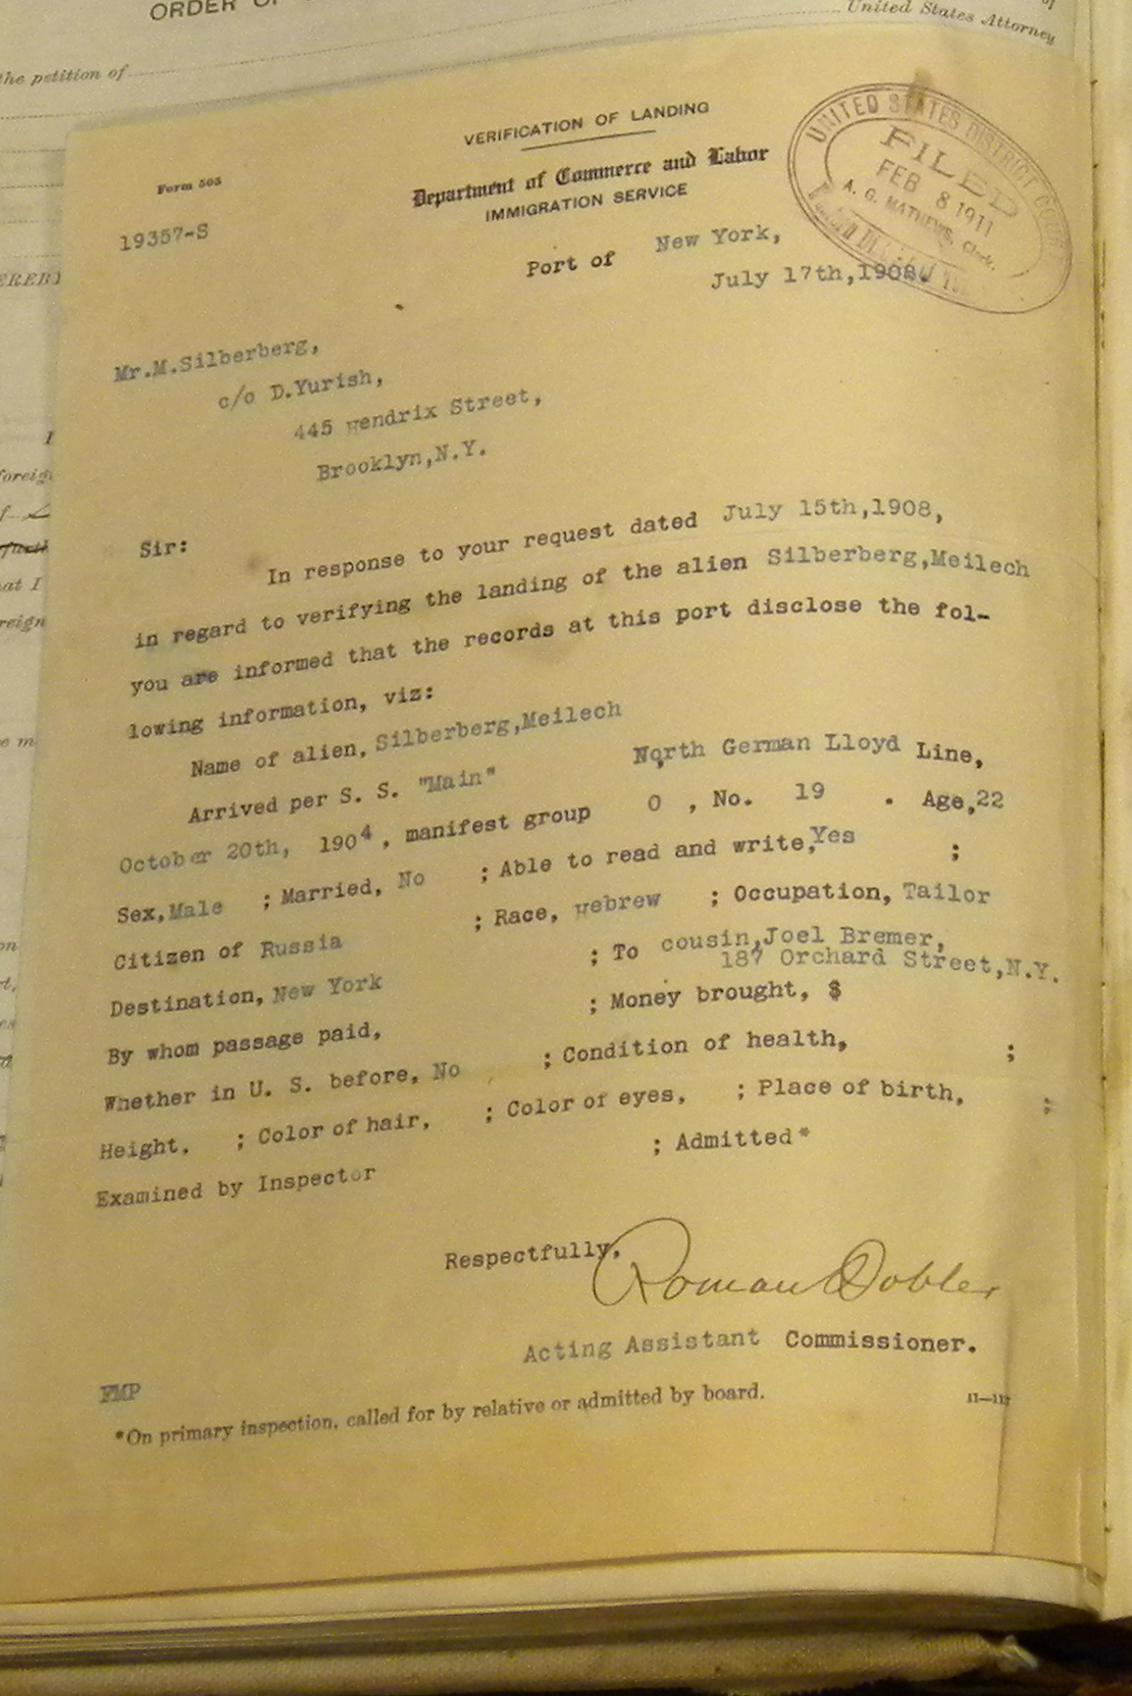 ORDER OF
United States Attorney
the petition of
VERIFICATION OF LANDING
Form 505
Department of Commerce and Labor
IMMIGRATION SERVICE
19357-S
Port of New York,
July 17th, 1908.
UNITED STATES DISTRICT COURT
FILED
FEB 8 1911
A. G. MATHEWS, Clerk.
Mr.M.Silberberg,
c/o D.Yurish,
445 Hendrix Street,
Brooklyn,N.Y.
Sir:
In response to your request dated July 15th,1908,
in regard to verifying the landing of the alien Silberberg,Meilech
you are informed that the records at this port disclose the fol-
lowing information, viz:
Name of alien, Silberberg,Meilech
Arrived per S. S. "Main" North German Lloyd Line,
October 20th, 1904, manifest group O , No. 19 . Age,22
Sex,Male ; Married, No ; Able to read and write,Yes ;
Citizen of Russia ; Race, Hebrew ; Occupation, Tailor
Destination, New York ; To cousin,Joel Bremer,
187 Orchard Street,N.Y.
By whom passage paid, ; Money brought, $
Whether in U. S. before, No ; Condition of health, ;
Height, ; Color of hair, ; Color of eyes, ; Place of birth, ;
Examined by Inspector ; Admitted*
Respectfully,
Roman Dobler
Acting Assistant Commissioner.
FMP
*On primary inspection, called for by relative or admitted by board.